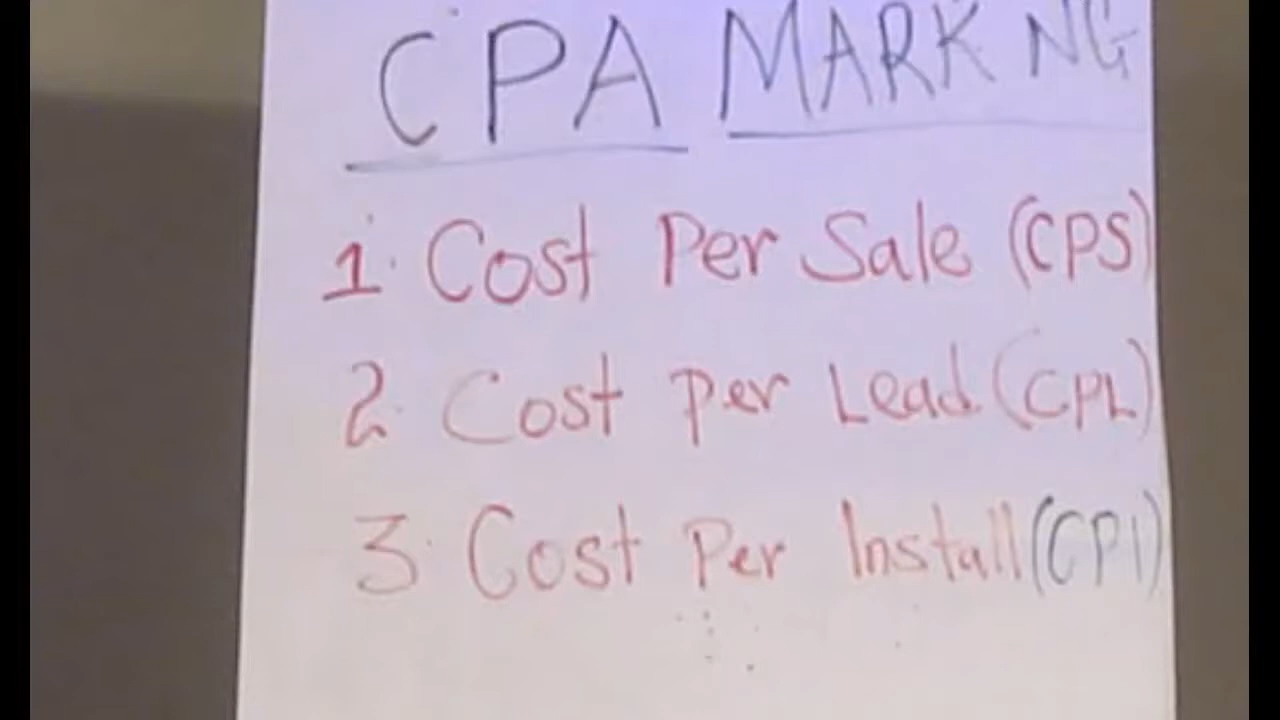 CPA MARK NG
1. Cost Per Sale (CPS)
2. Cost per Lead (CPL)
3. Cost Per Install (CPI)